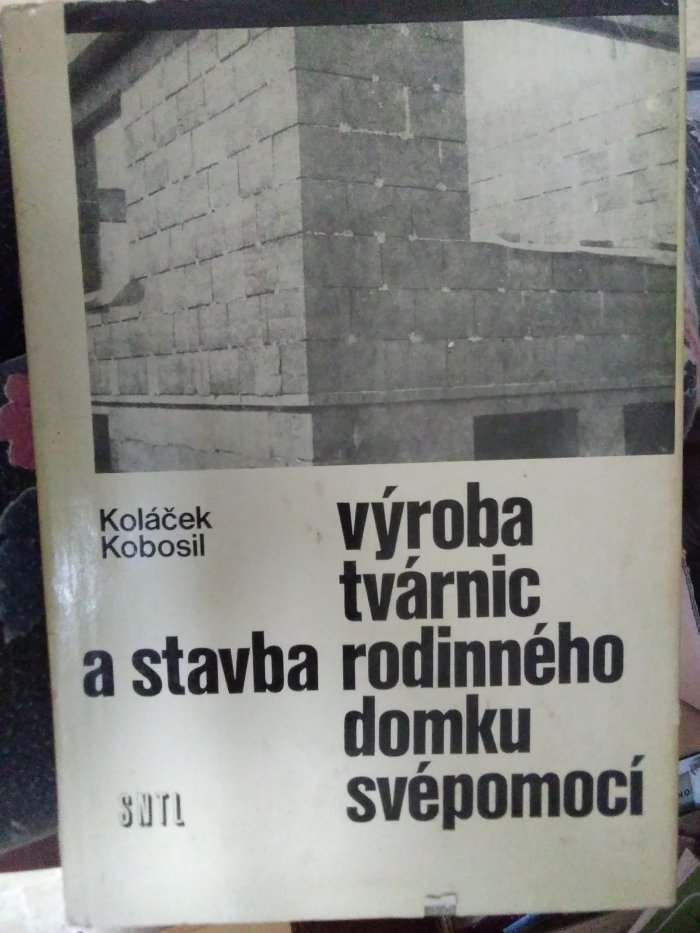 Koláček
Kobosil
výroba
tvárnic
a stavba rodinného
domku
svépomocí
SNTL